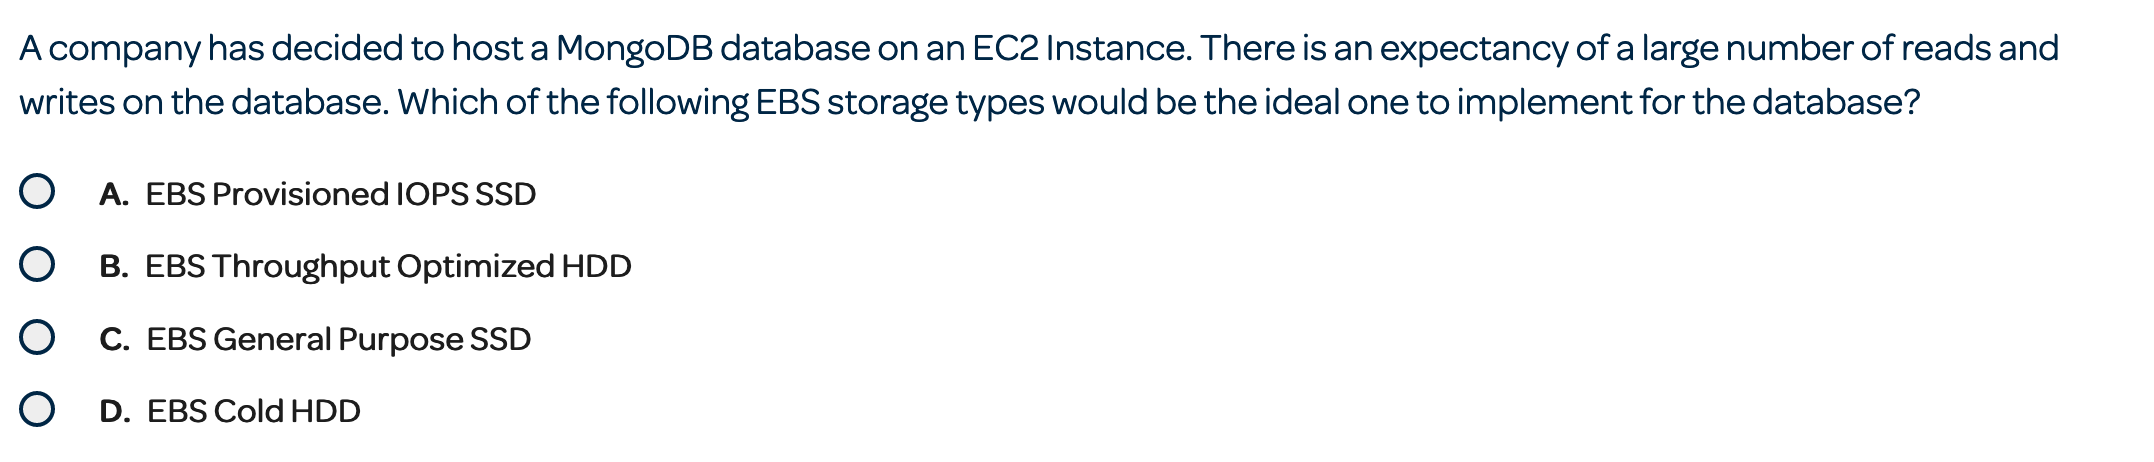 A company has decided to host a MongoDB database on an EC2 Instance. There is an expectancy of a large number of reads and
writes on the database. Which of the following EBS storage types would be the ideal one to implement for the database?
A. EBS Provisioned IOPS SSD
B. EBS Throughput Optimized HDD
C. EBS General Purpose SSD
D. EBS Cold HDD